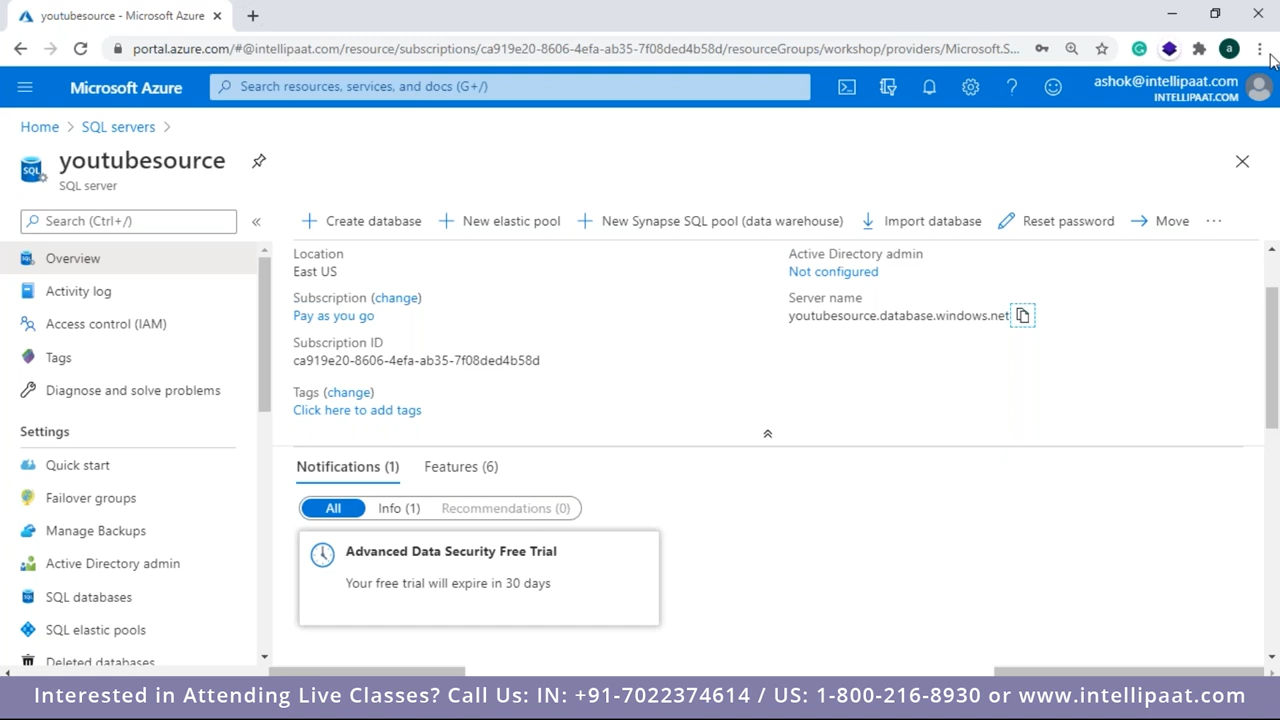 youtubesource - Microsoft Azure
portal.azure.com/#@intellipaat.com/resource/subscriptions/ca919e20-8606-4efa-ab35-7f08ded4b58d/resourceGroups/workshop/providers/Microsoft.S...
a
Microsoft Azure
Search resources, services, and docs (G+/)
ashok@intellipaat.com
INTELLIPAAT.COM
Home > SQL servers >
SQL
youtubesource
SQL server
Search (Ctrl+/)
«
Create database
New elastic pool
New Synapse SQL pool (data warehouse)
Import database
Reset password
Move
...
Overview
Activity log
Access control (IAM)
Tags
Diagnose and solve problems
Settings
Quick start
Failover groups
Manage Backups
Active Directory admin
SQL databases
SQL elastic pools
Deleted databases
Location
East US
Subscription (change)
Pay as you go
Subscription ID
ca919e20-8606-4efa-ab35-7f08ded4b58d
Tags (change)
Click here to add tags
Active Directory admin
Not configured
Server name
youtubesource.database.windows.net
Notifications (1)
Features (6)
All
Info (1)
Recommendations (0)
Advanced Data Security Free Trial
Your free trial will expire in 30 days
Interested in Attending Live Classes? Call Us: IN: +91-7022374614 / US: 1-800-216-8930 or www.intellipaat.com